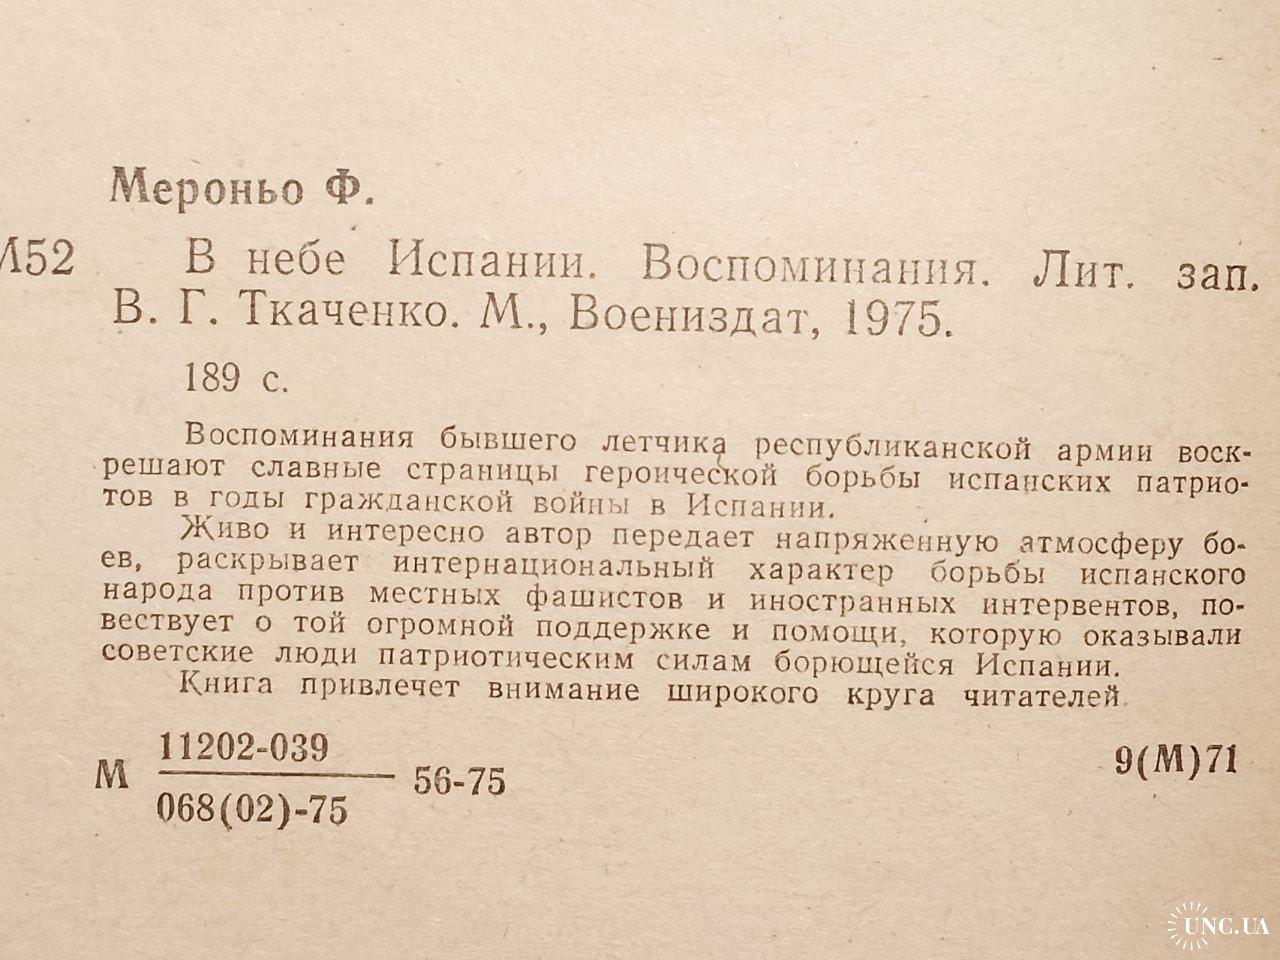 Мероньо Ф.
М52 В небе Испании. Воспоминания. Лит. зап.
В. Г. Ткаченко. М., Воениздат, 1975.
189 с.
Воспоминания бывшего летчика республиканской армии воск-
решают славные страницы героической борьбы испанских патрио-
тов в годы гражданской войны в Испании.
Живо и интересно автор передает напряженную атмосферу бо-
ев, раскрывает интернациональный характер борьбы испанского
народа против местных фашистов и иностранных интервентов, по-
вествует о той огромной поддержке и помощи, которую оказывали
советские люди патриотическим силам борющейся Испании.
Книга привлечет внимание широкого круга читателей.
11202-039
М 56-75
068(02)-75
9(М)71
UNC.UA